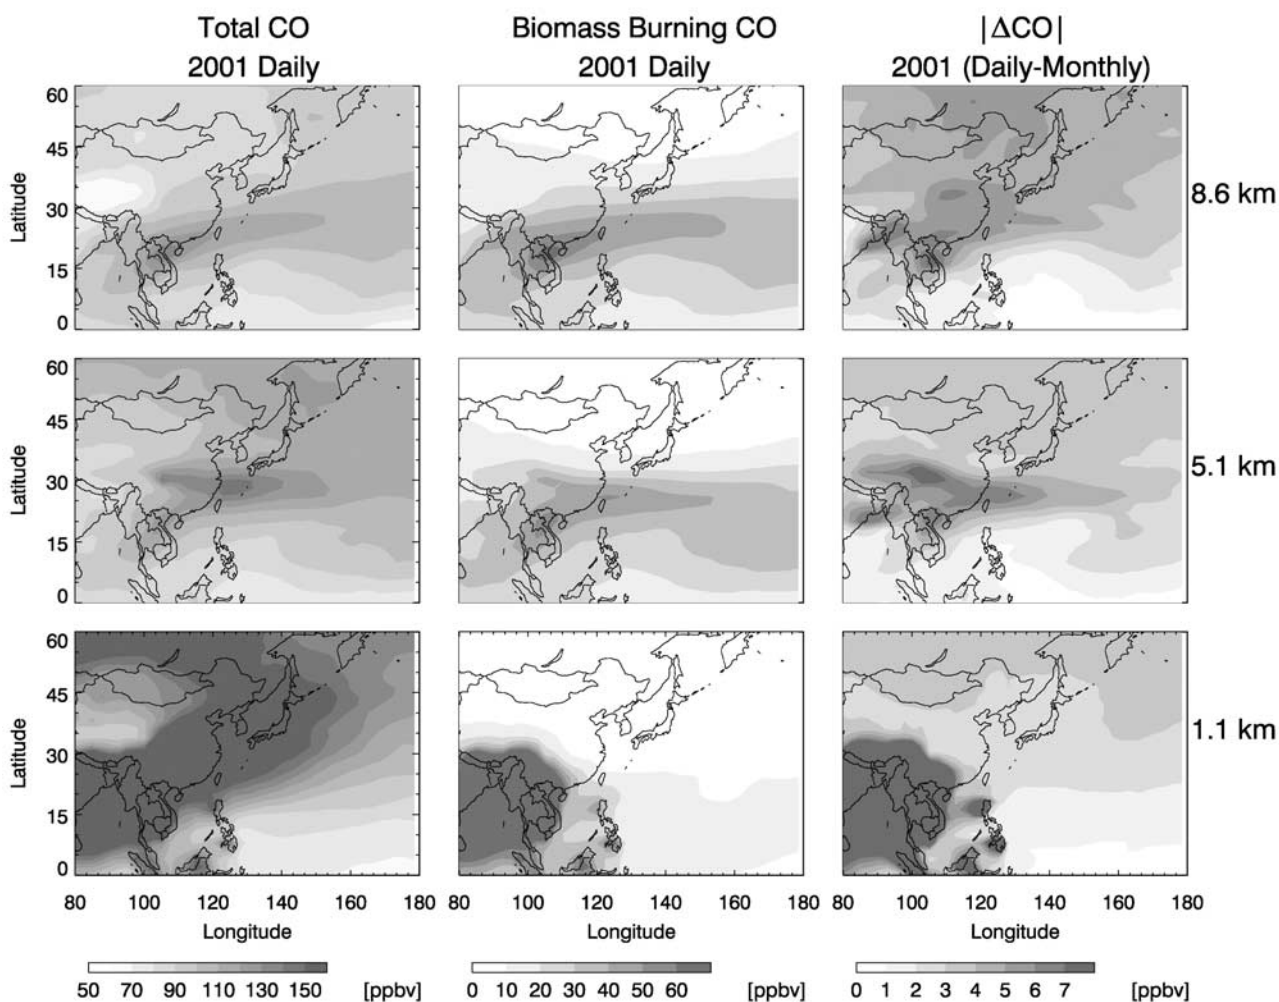 Total CO
2001 Daily
Biomass Burning CO
2001 Daily
|ΔCO|
2001 (Daily-Monthly)
60
45
30
15
0
Latitude
8.6 km
60
45
30
15
0
Latitude
5.1 km
60
45
30
15
0
Latitude
1.1 km
80 100 120 140 160 180
80 100 120 140 160 180
80 100 120 140 160 180
Longitude
Longitude
Longitude
50 70 90 110 130 150 [ppbv]
0 10 20 30 40 50 60 [ppbv]
0 1 2 3 4 5 6 7 [ppbv]